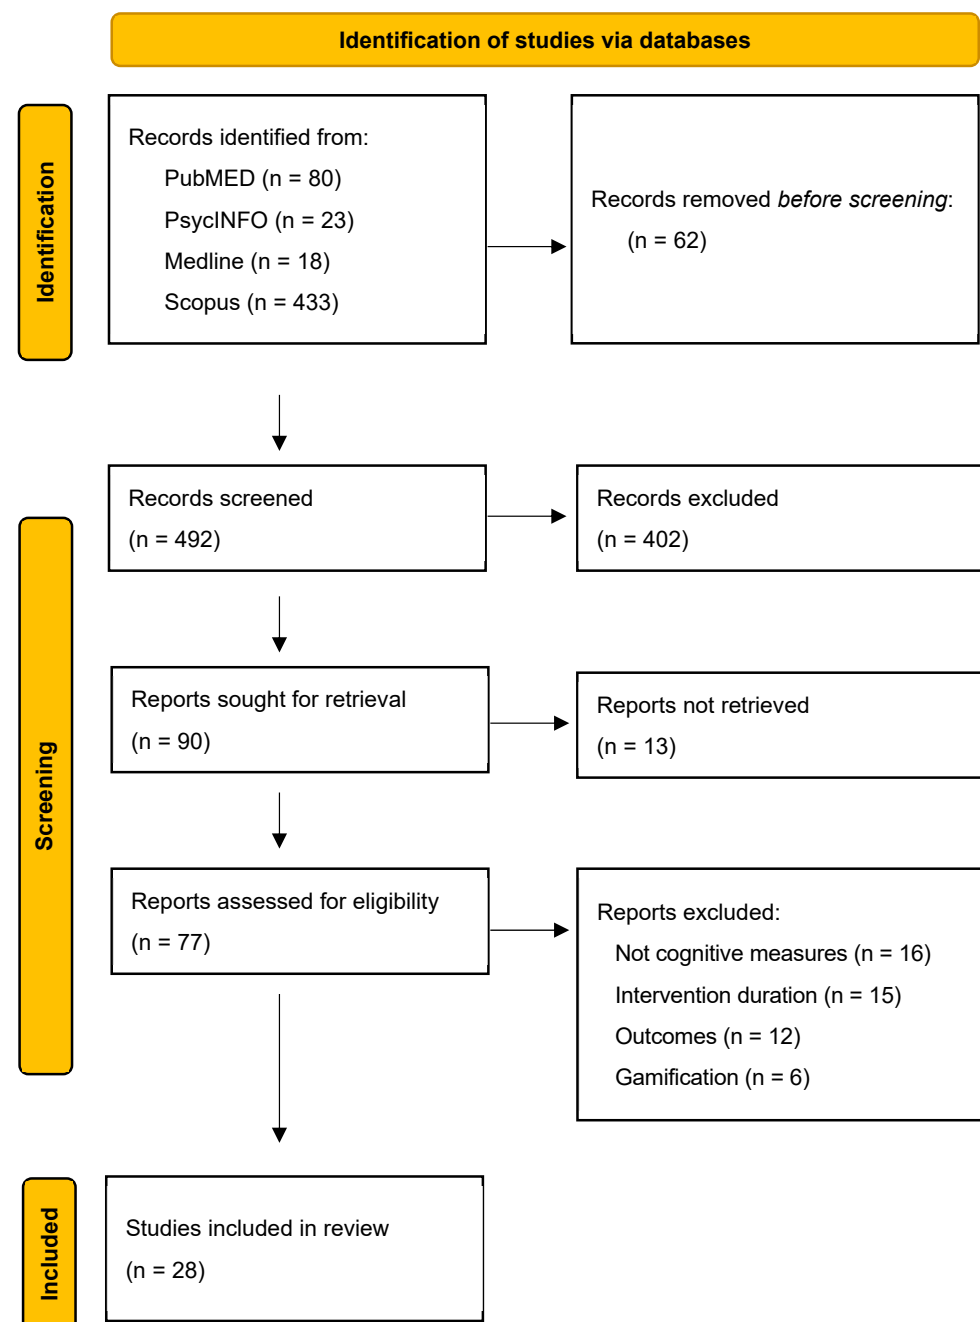 Identification of studies via databases
Identification
Records identified from:
PubMED (n = 80)
PsycINFO (n = 23)
Medline (n = 18)
Scopus (n = 433)
Records removed before screening:
(n = 62)
Screening
Records screened
(n = 492)
Records excluded
(n = 402)
Reports sought for retrieval
(n = 90)
Reports not retrieved
(n = 13)
Reports assessed for eligibility
(n = 77)
Reports excluded:
Not cognitive measures (n = 16)
Intervention duration (n = 15)
Outcomes (n = 12)
Gamification (n = 6)
Included
Studies included in review
(n = 28)